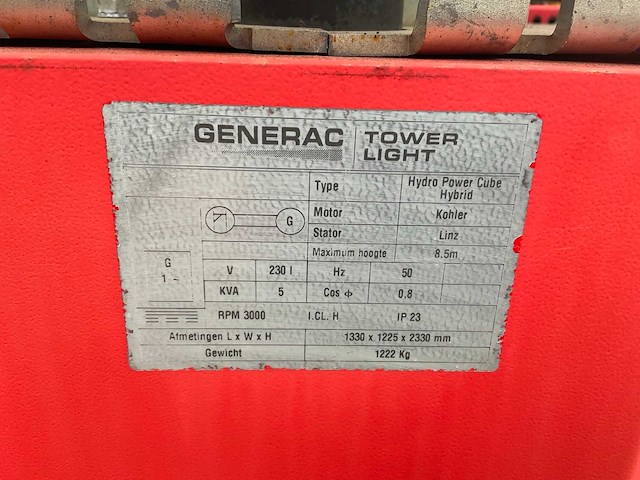 GENERAC TOWER LIGHT
Type Hydro Power Cube Hybrid
G Motor Kohler
Stator Linz
Maximum hoogte 8.5m
G
1 ~
V 230 Hz 50
KVA 5 Cos ф 0.8
RPM 3000 I.CL. H IP 23
Afmetingen L x W x H 1330 x 1225 x 2330 mm
Gewicht 1222 Kg